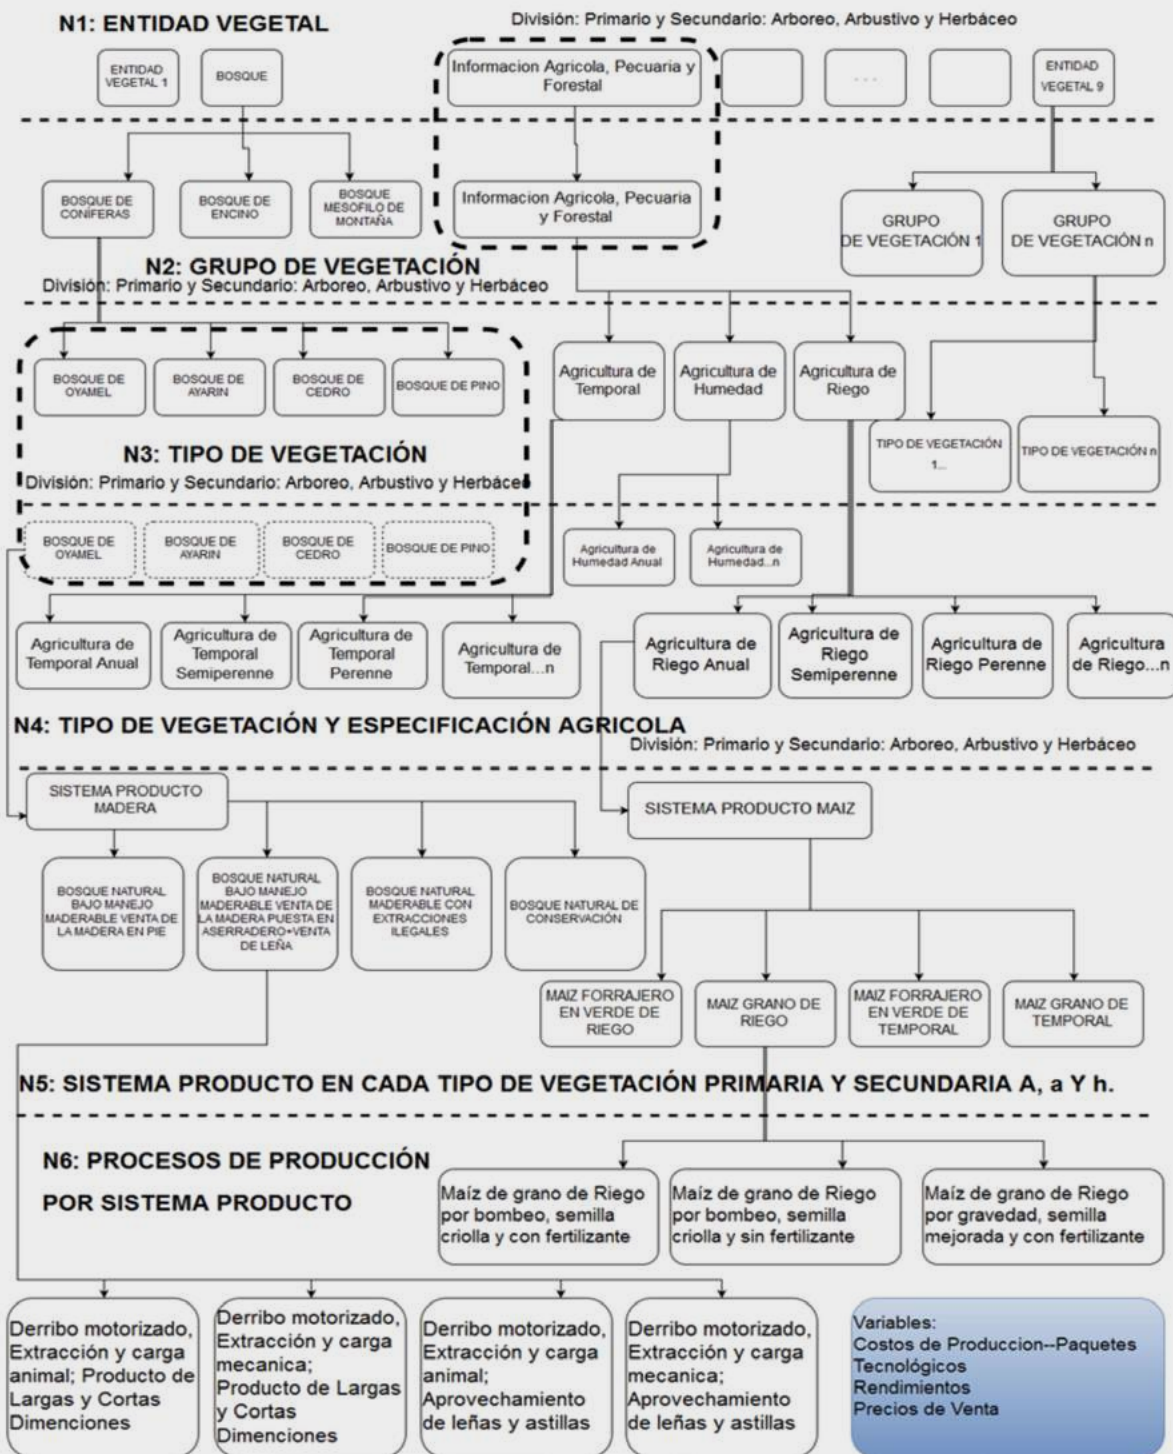 N1: ENTIDAD VEGETAL
División: Primario y Secundario: Arboreo, Arbustivo y Herbáceo
ENTIDAD
VEGETAL 1
BOSQUE
Informacion Agricola, Pecuaria y
Forestal
. . .
ENTIDAD
VEGETAL 9
BOSQUE DE
CONÍFERAS
BOSQUE DE
ENCINO
BOSQUE
MESÓFILO DE
MONTAÑA
Informacion Agricola, Pecuaria
y Forestal
GRUPO
DE VEGETACIÓN 1
GRUPO
DE VEGETACIÓN n
N2: GRUPO DE VEGETACIÓN
División: Primario y Secundario: Arboreo, Arbustivo y Herbáceo
BOSQUE DE
OYAMEL
BOSQUE DE
AYARIN
BOSQUE DE
CEDRO
BOSQUE DE PINO
Agricultura de
Temporal
Agricultura de
Humedad
Agricultura de
Riego
TIPO DE VEGETACIÓN
1...
TIPO DE VEGETACIÓN n
N3: TIPO DE VEGETACIÓN
División: Primario y Secundario: Arboreo, Arbustivo y Herbáceo
BOSQUE DE
OYAMEL
BOSQUE DE
AYARIN
BOSQUE DE
CEDRO
BOSQUE DE PINO
Agricultura de
Humedad Anual
Agricultura de
Humedad...n
Agricultura de
Temporal Anual
Agricultura de
Temporal
Semiperenne
Agricultura de
Temporal
Perenne
Agricultura de
Temporal...n
Agricultura de
Riego Anual
Agricultura de
Riego
Semiperenne
Agricultura de
Riego Perenne
Agricultura
de Riego...n
N4: TIPO DE VEGETACIÓN Y ESPECIFICACIÓN AGRICOLA
División: Primario y Secundario: Arboreo, Arbustivo y Herbáceo
SISTEMA PRODUCTO
MADERA
SISTEMA PRODUCTO MAIZ
BOSQUE NATURAL
BAJO MANEJO
MADERABLE VENTA DE
LA MADERA EN PIE
BOSQUE NATURAL
BAJO MANEJO
MADERABLE VENTA DE
LA MADERA PUESTA EN
ASERRADERO+VENTA
DE LEÑA
BOSQUE NATURAL
MADERABLE CON
EXTRACCIONES
ILEGALES
BOSQUE NATURAL DE
CONSERVACIÓN
MAIZ FORRAJERO
EN VERDE DE
RIEGO
MAIZ GRANO DE
RIEGO
MAIZ FORRAJERO
EN VERDE DE
TEMPORAL
MAIZ GRANO DE
TEMPORAL
N5: SISTEMA PRODUCTO EN CADA TIPO DE VEGETACIÓN PRIMARIA Y SECUNDARIA A, a Y h.
N6: PROCESOS DE PRODUCCIÓN
POR SISTEMA PRODUCTO
Maíz de grano de Riego
por bombeo, semilla
criolla y con fertilizante
Maíz de grano de Riego
por bombeo, semilla
criolla y sin fertilizante
Maíz de grano de Riego
por gravedad, semilla
mejorada y con fertilizante
Derribo motorizado,
Extracción y carga
animal; Producto de
Largas y Cortas
Dimenciones
Derribo motorizado,
Extracción y carga
mecanica;
Producto de Largas
y Cortas
Dimenciones
Derribo motorizado,
Extracción y carga
animal;
Aprovechamiento
de leñas y astillas
Derribo motorizado,
Extracción y carga
mecanica;
Aprovechamiento
de leñas y astillas
Variables:
Costos de Produccion--Paquetes
Tecnológicos
Rendimientos
Precios de Venta